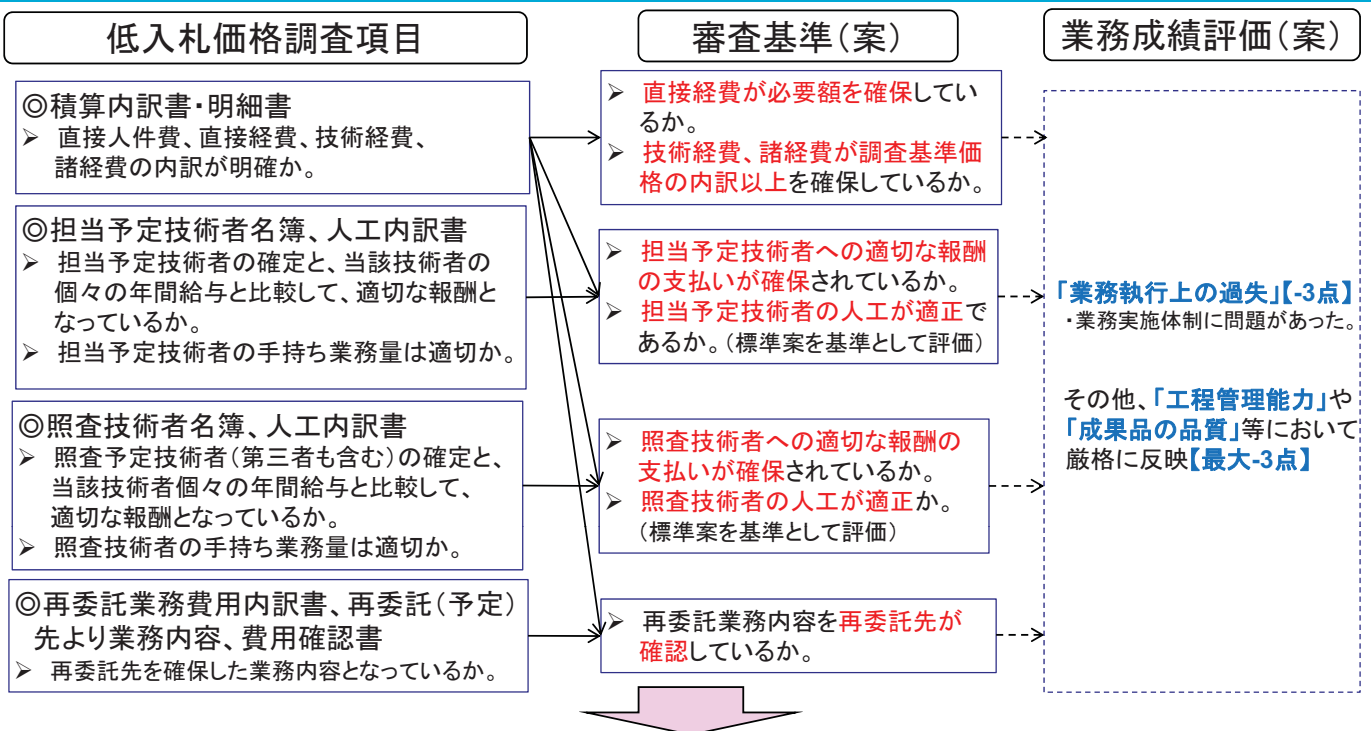 低入札価格調査項目
審査基準(案)
業務成績評価(案)
◎積算内訳書・明細書
➢ 直接人件費、直接経費、技術経費、
諸経費の内訳が明確か。
◎担当予定技術者名簿、人工内訳書
➢ 担当予定技術者の確定と、当該技術者の
個々の年間給与と比較して、適切な報酬と
なっているか。
➢ 担当予定技術者の手持ち業務量は適切か。
◎照査技術者名簿、人工内訳書
➢ 照査予定技術者(第三者も含む)の確定と、
当該技術者個々の年間給与と比較して、
適切な報酬となっているか。
➢ 照査技術者の手持ち業務量は適切か。
◎再委託業務費用内訳書、再委託(予定)
先より業務内容、費用確認書
➢ 再委託先を確保した業務内容となっているか。
➢ 直接経費が必要額を確保してい
るか。
➢ 技術経費、諸経費が調査基準価
格の内訳以上を確保しているか。
➢ 担当予定技術者への適切な報酬
の支払いが確保されているか。
➢ 担当予定技術者の人工が適正で
あるか。(標準案を基準として評価)
➢ 照査技術者への適切な報酬の
支払いが確保されているか。
➢ 照査技術者の人工が適正か。
(標準案を基準として評価)
➢ 再委託業務内容を再委託先が
確認しているか。
「業務執行上の過失」【-3点】
・業務実施体制に問題があった。
その他、「工程管理能力」や
「成果品の品質」等において
厳格に反映【最大-3点】